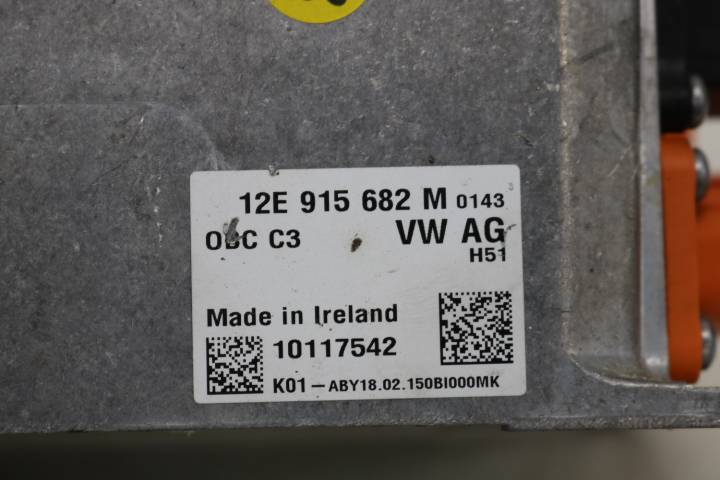 12E 915 682 M 0143
OBC C3 VW AG
H51
Made in Ireland
10117542
K01-ABY18.02.150BI000MK